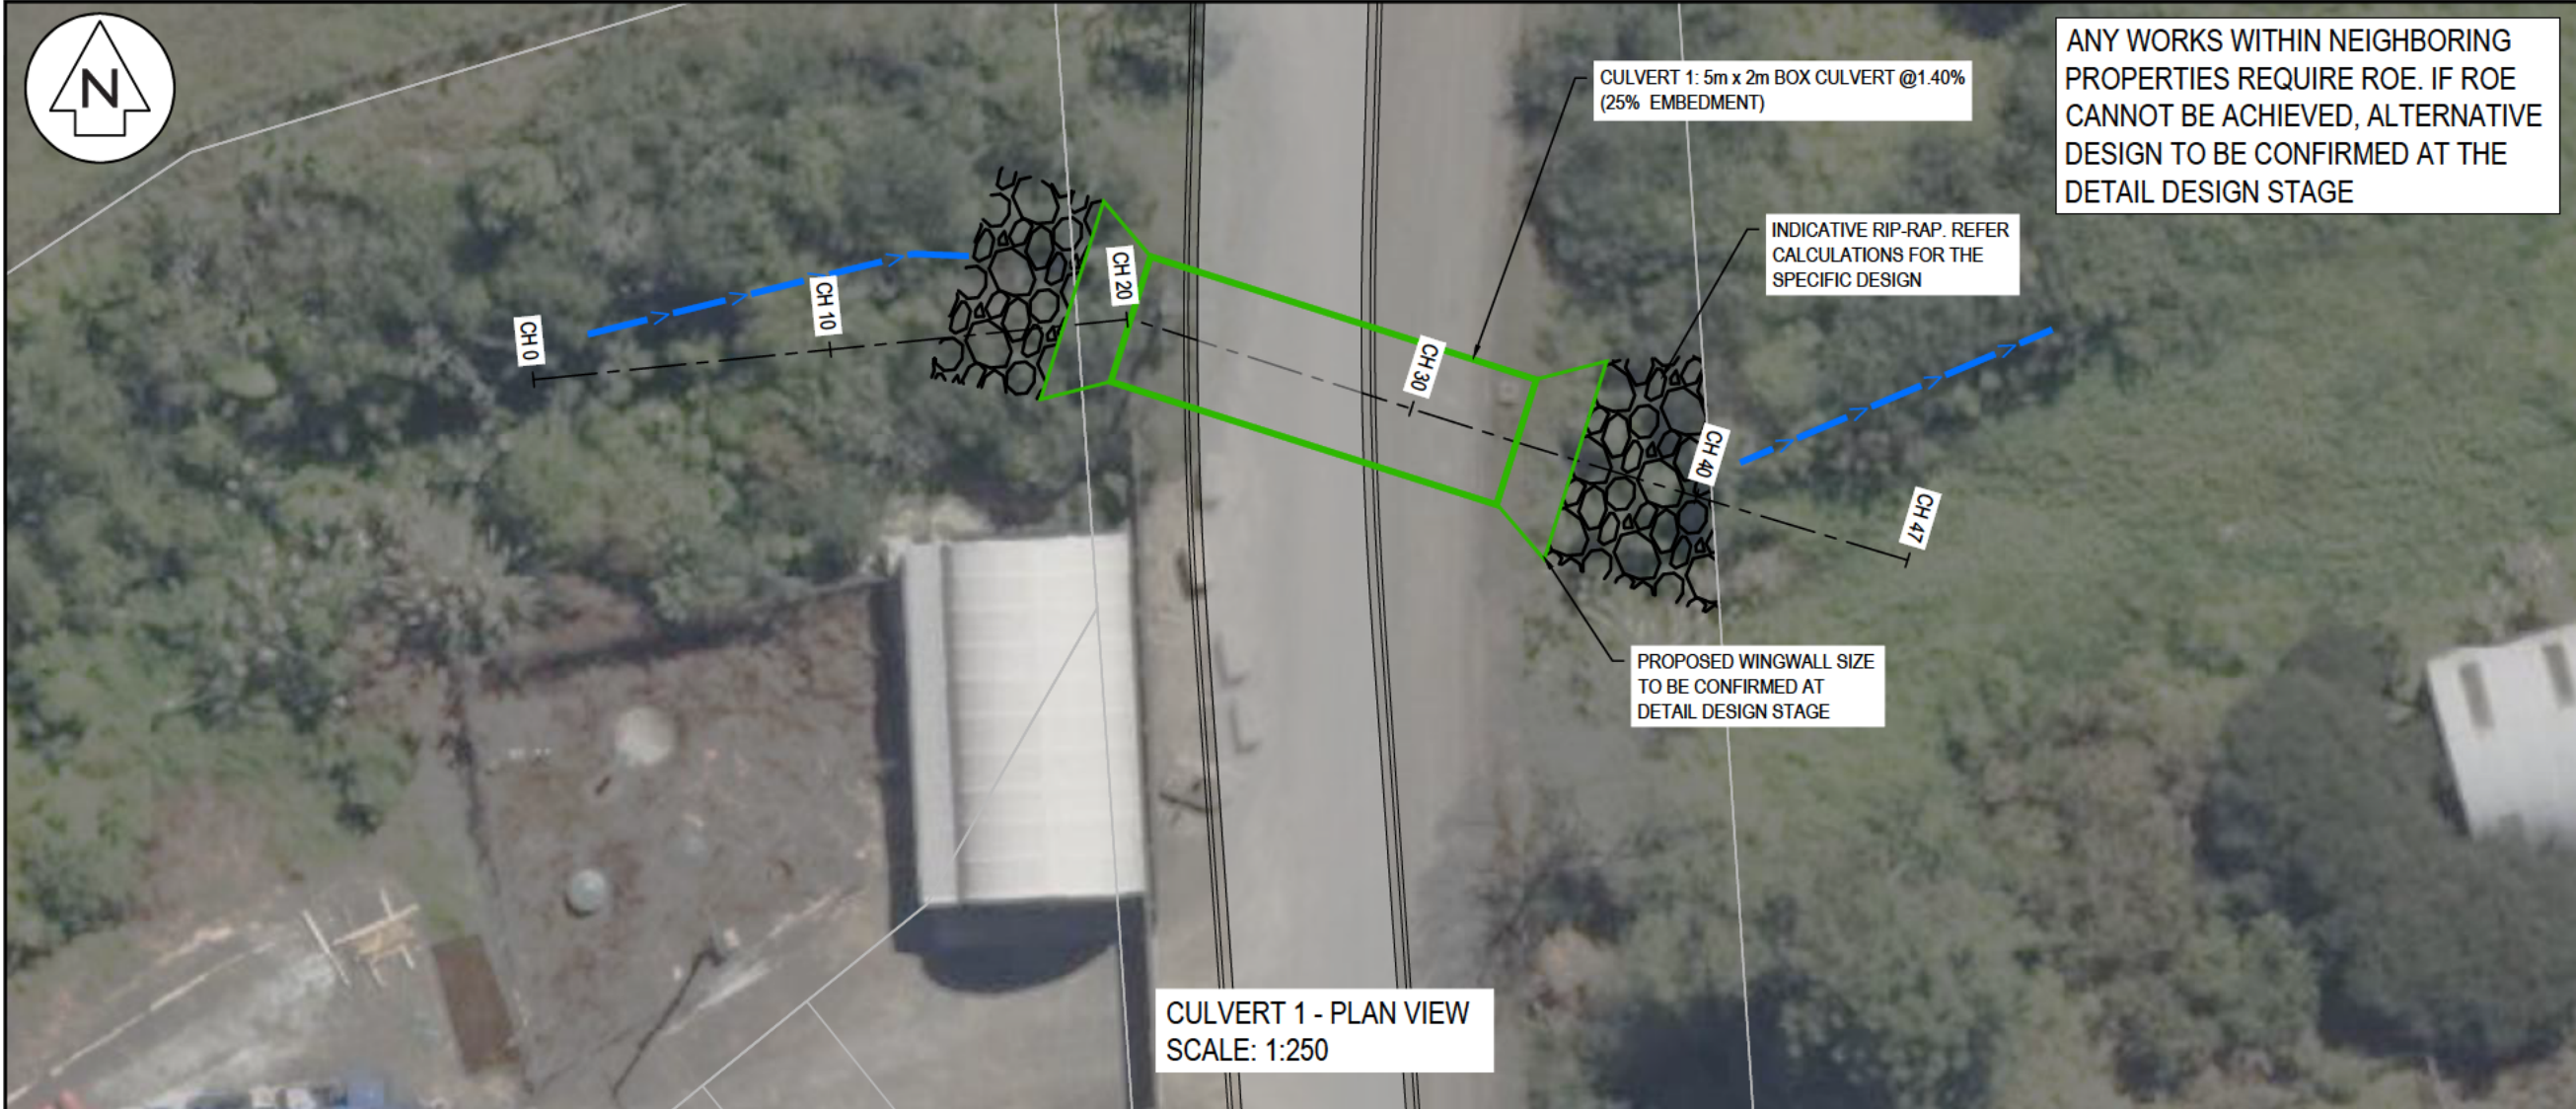 N
CULVERT 1: 5m x 2m BOX CULVERT @1.40%
(25% EMBEDMENT)
ANY WORKS WITHIN NEIGHBORING
PROPERTIES REQUIRE ROE. IF ROE
CANNOT BE ACHIEVED, ALTERNATIVE
DESIGN TO BE CONFIRMED AT THE
DETAIL DESIGN STAGE
INDICATIVE RIP-RAP. REFER
CALCULATIONS FOR THE
SPECIFIC DESIGN
CH 0
CH 10
CH 20
CH 30
CH 40
CH 47
PROPOSED WINGWALL SIZE
TO BE CONFIRMED AT
DETAIL DESIGN STAGE
CULVERT 1 - PLAN VIEW
SCALE: 1:250